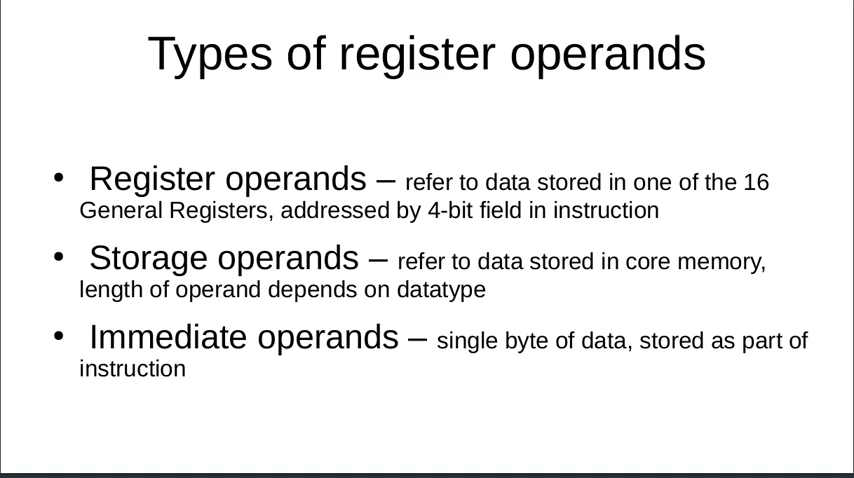 Types of register operands
• Register operands – refer to data stored in one of the 16
General Registers, addressed by 4-bit field in instruction
• Storage operands – refer to data stored in core memory,
length of operand depends on datatype
• Immediate operands – single byte of data, stored as part of
instruction